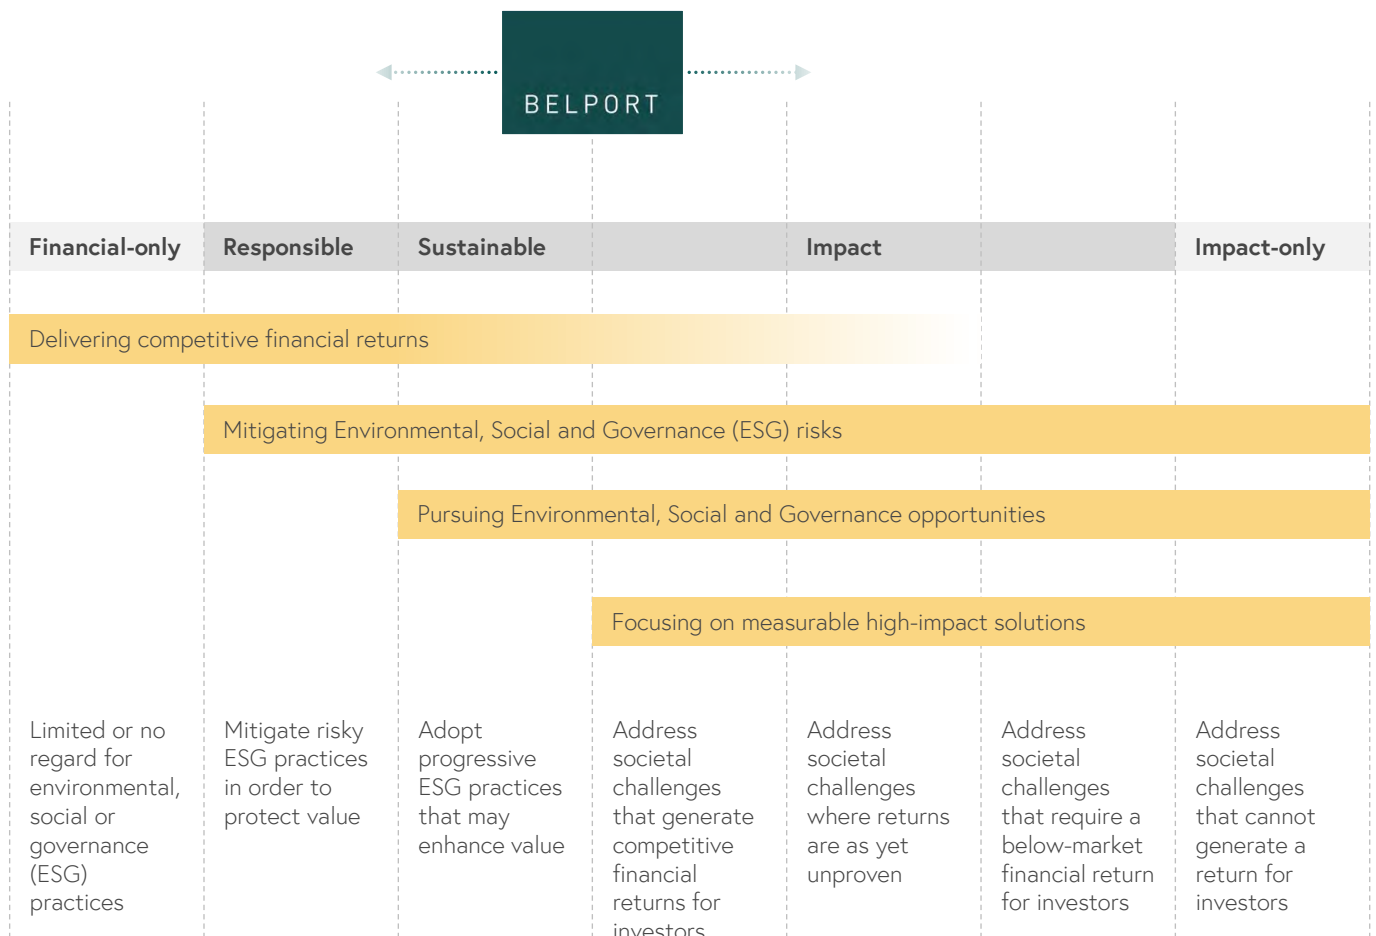 BELPORT
Financial-only
Responsible
Sustainable
Impact
Impact-only
Delivering competitive financial returns
Mitigating Environmental, Social and Governance (ESG) risks
Pursuing Environmental, Social and Governance opportunities
Focusing on measurable high-impact solutions
Limited or no
regard for
environmental,
social or
governance
(ESG)
practices
Mitigate risky
ESG practices
in order to
protect value
Adopt
progressive
ESG practices
that may
enhance value
Address
societal
challenges
that generate
competitive
financial
returns for
investors
Address
societal
challenges
where returns
are as yet
unproven
Address
societal
challenges
that require a
below-market
financial return
for investors
Address
societal
challenges
that cannot
generate a
return for
investors